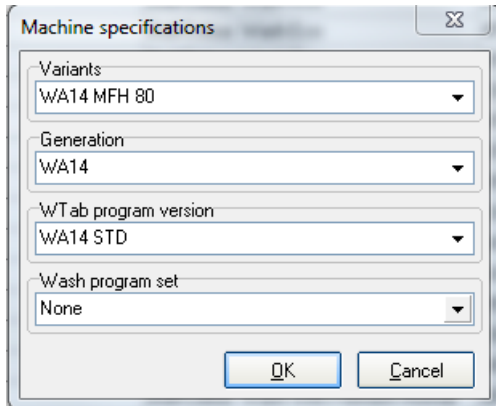 Machine specifications
Variants
WA14 MFH 80
Generation
WA14
WTab program version
WA14 STD
Wash program set
None
OK Cancel